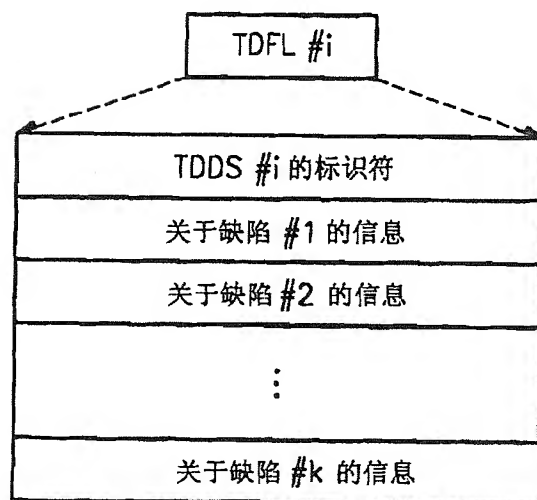 TDFL #i
TDDS #i 的标识符
关于缺陷 #1 的信息
关于缺陷 #2 的信息
⋮
关于缺陷 #k 的信息